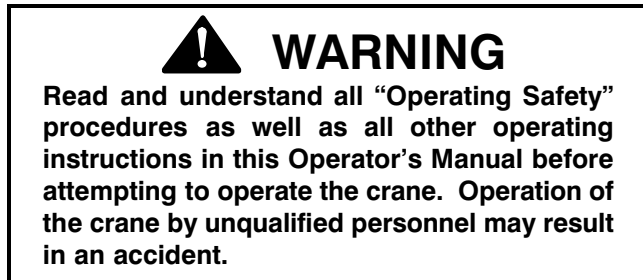 WARNING
Read and understand all “Operating Safety”
procedures as well as all other operating
instructions in this Operator’s Manual before
attempting to operate the crane. Operation of
the crane by unqualified personnel may result
in an accident.